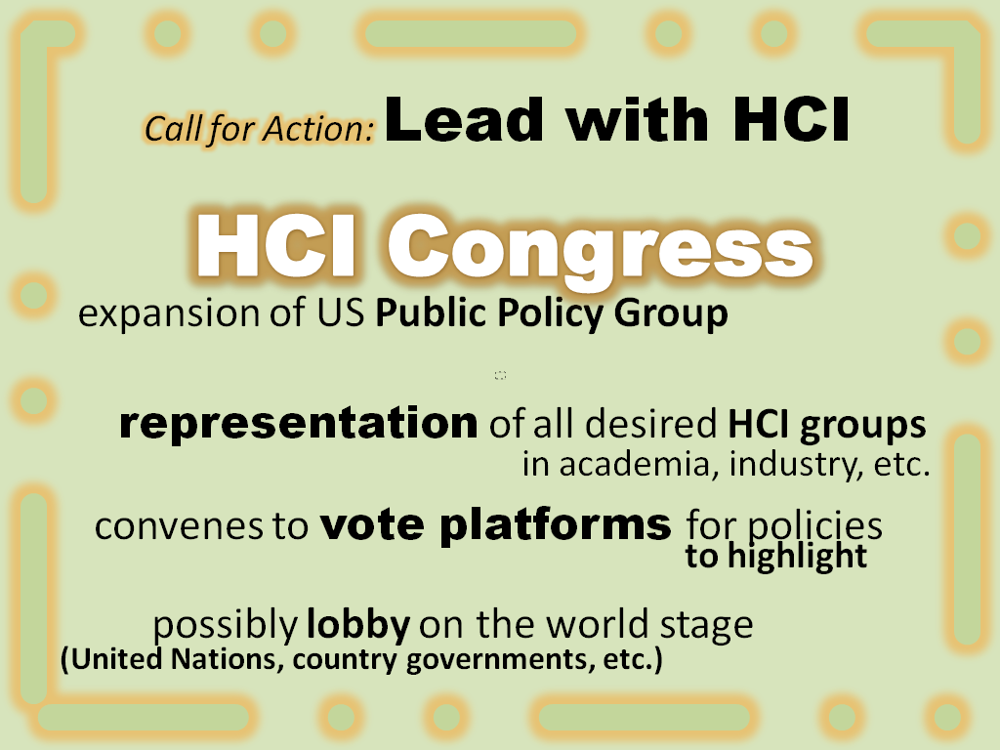 Call for Action: Lead with HCI
HCI Congress
expansion of US Public Policy Group
representation of all desired HCI groups
in academia, industry, etc.
convenes to vote platforms for policies
to highlight
possibly lobby on the world stage
(United Nations, country governments, etc.)